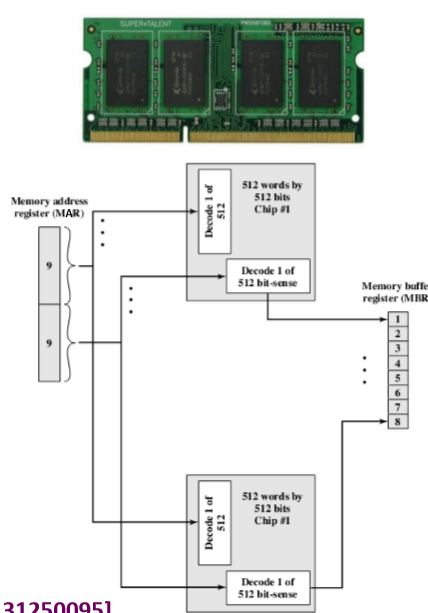 SUPER★TALENT
Memory address
register (MAR)
9
9
Decode 1 of
512
512 words by
512 bits
Chip #1
Decode 1 of
512 bit-sense
Memory buffe
register (MBR
1
2
3
4
5
6
7
8
Decode 1 of
512
512 words by
512 bits
Chip #1
Decode 1 of
512 bit-sense
31250095]